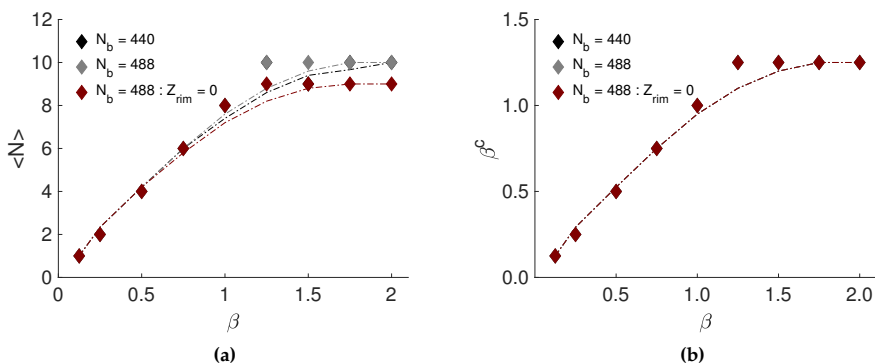 12
10
8
6
4
2
0
<N>
N_b = 440
N_b = 488
N_b = 488 : Z_rim = 0
0
0.5
1
1.5
2
β
(a)
1.5
1.0
0.5
0.0
β^c
N_b = 440
N_b = 488
N_b = 488 : Z_rim = 0
0.5
1.0
1.5
2.0
β
(b)